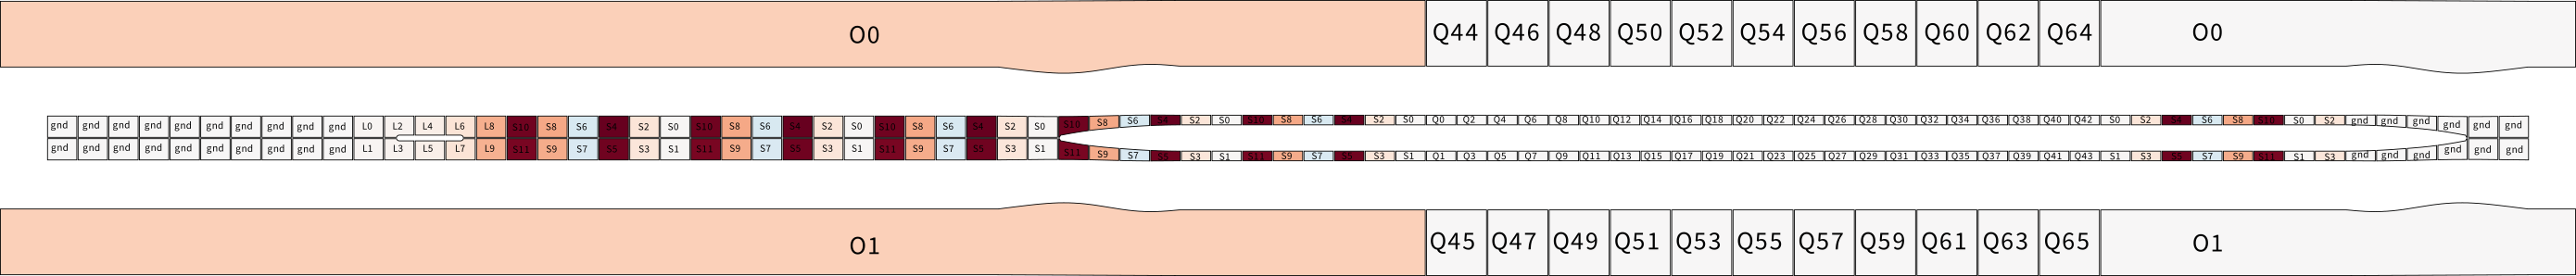 O0 Q44 Q46 Q48 Q50 Q52 Q54 Q56 Q58 Q60 Q62 Q64 O0
gnd gnd gnd gnd gnd gnd gnd gnd gnd gnd L0 L2 L4 L6 L8 S10 S8 S6 S4 S2 S0 S10 S8 S6 S4 S2 S0 S10 S8 S6 S4 S2 S0 S10 S8 S6 S4 S2 S0 S10 S8 S6 S4 S2 S0 Q0 Q2 Q4 Q6 Q8 Q10 Q12 Q14 Q16 Q18 Q20 Q22 Q24 Q26 Q28 Q30 Q32 Q34 Q36 Q38 Q40 Q42 S0 S2 S4 S6 S8 S10 S0 S2 gnd gnd gnd gnd gnd gnd
gnd gnd gnd gnd gnd gnd gnd gnd gnd gnd L1 L3 L5 L7 L9 S11 S9 S7 S5 S3 S1 S11 S9 S7 S5 S3 S1 S11 S9 S7 S5 S3 S1 S11 S9 S7 S5 S3 S1 S11 S9 S7 S5 S3 S1 Q1 Q3 Q5 Q7 Q9 Q11 Q13 Q15 Q17 Q19 Q21 Q23 Q25 Q27 Q29 Q31 Q33 Q35 Q37 Q39 Q41 Q43 S1 S3 S5 S7 S9 S11 S1 S3 gnd gnd gnd gnd gnd gnd
O1 Q45 Q47 Q49 Q51 Q53 Q55 Q57 Q59 Q61 Q63 Q65 O1